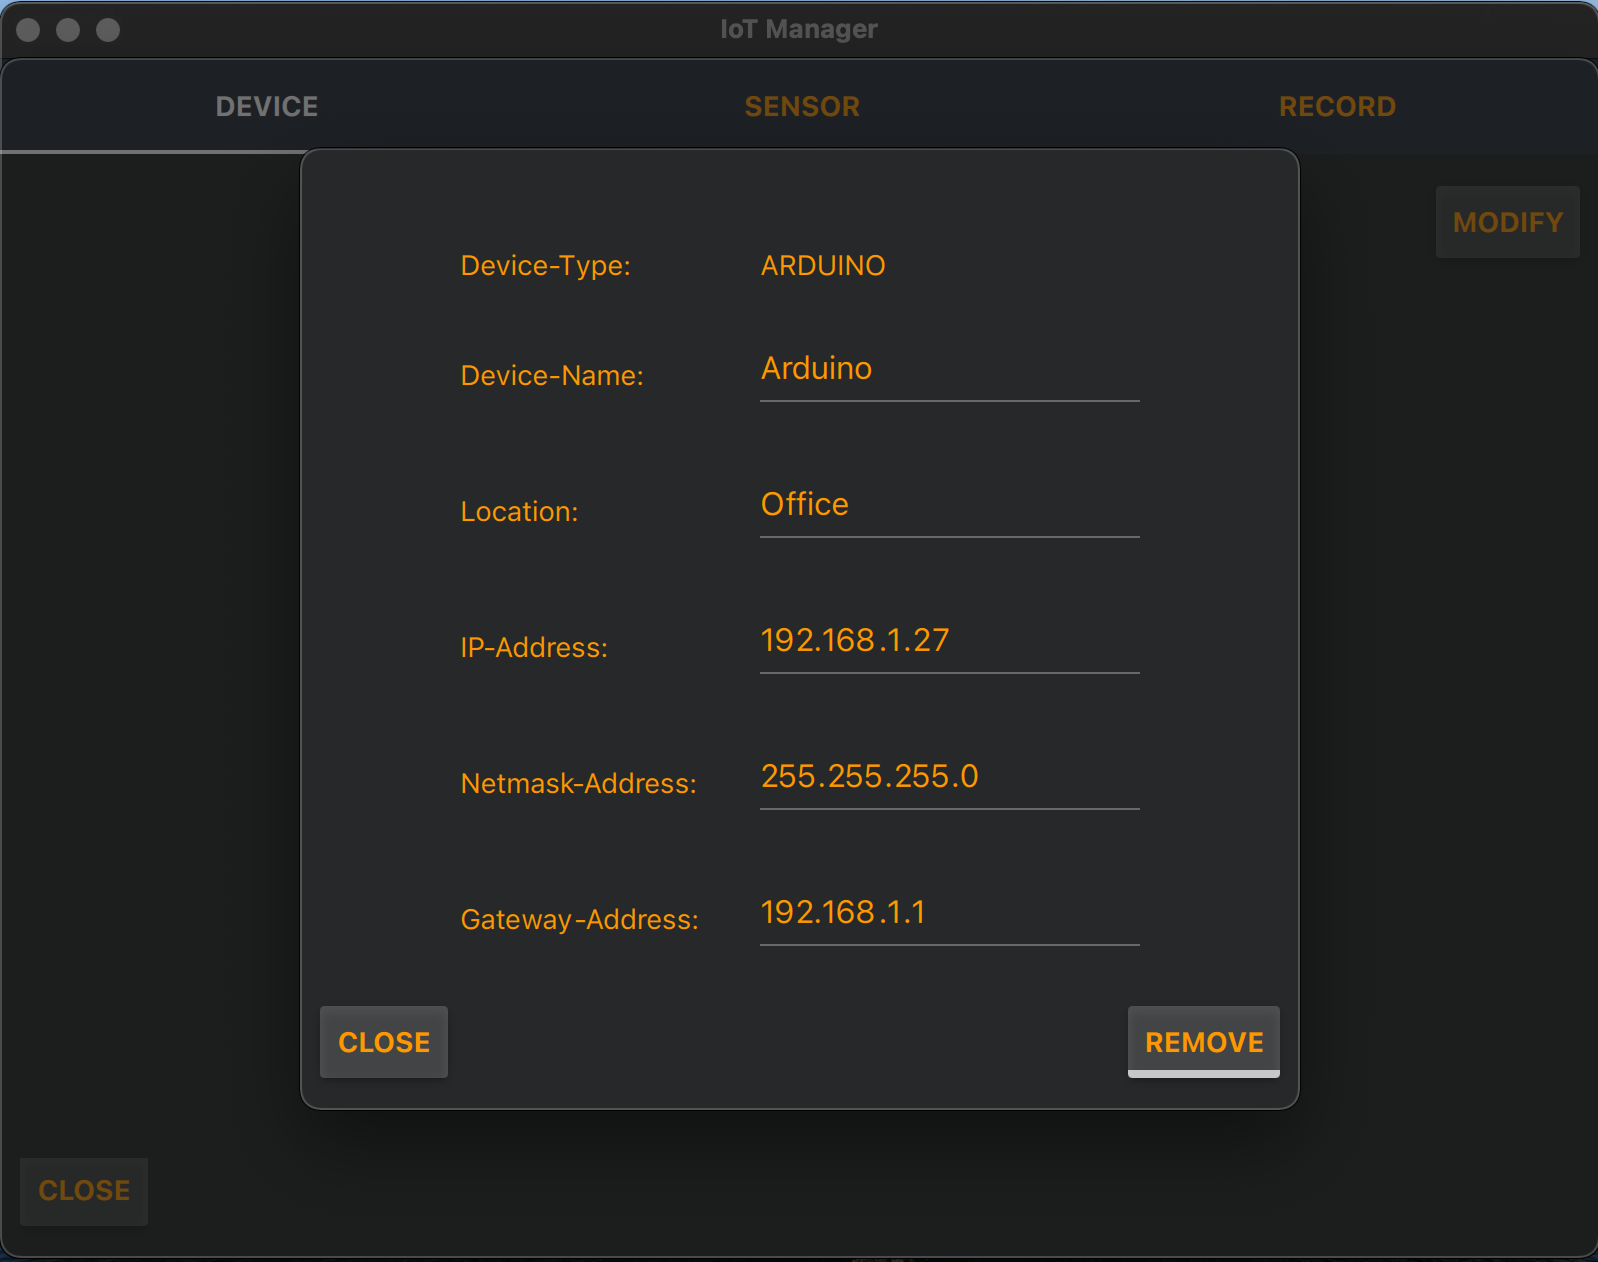 IoT Manager
DEVICE SENSOR RECORD
MODIFY
Device-Type: ARDUINO
Device-Name: Arduino
Location: Office
IP-Address: 192.168.1.27
Netmask-Address: 255.255.255.0
Gateway-Address: 192.168.1.1
CLOSE REMOVE
CLOSE